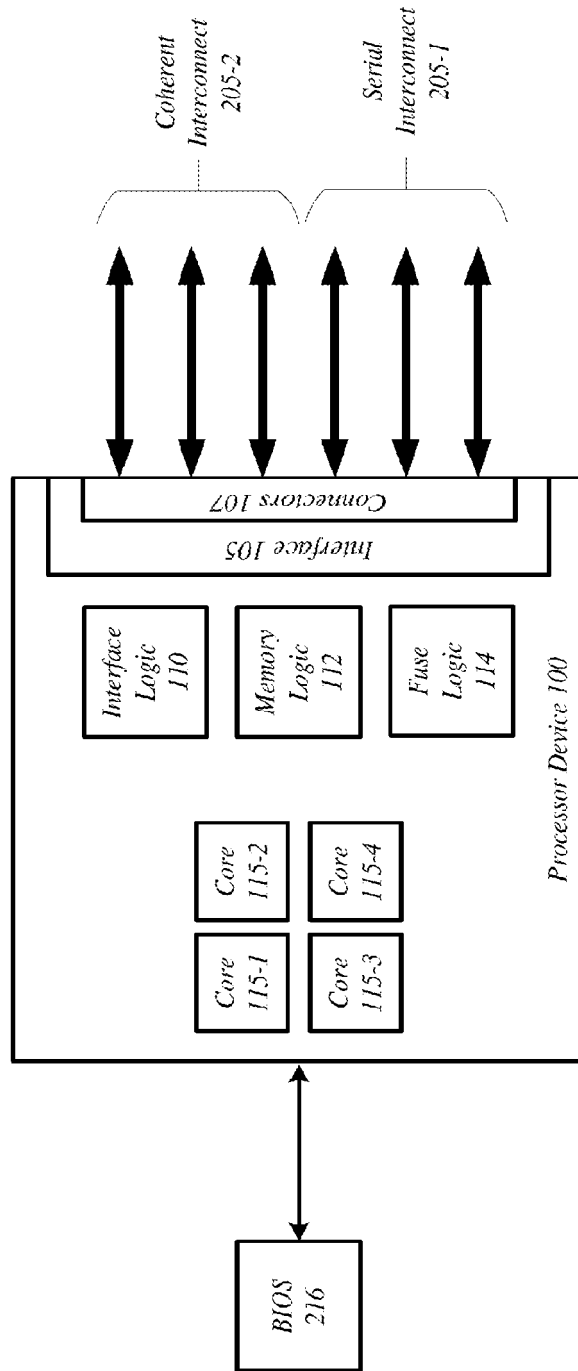 Coherent
Interconnect
205-2
Serial
Interconnect
205-1
Connectors 107
Interface 105
Interface
Logic
110
Memory
Logic
112
Fuse
Logic
114
Core
115-2
Core
115-4
Core
115-1
Core
115-3
Processor Device 100
BIOS
216